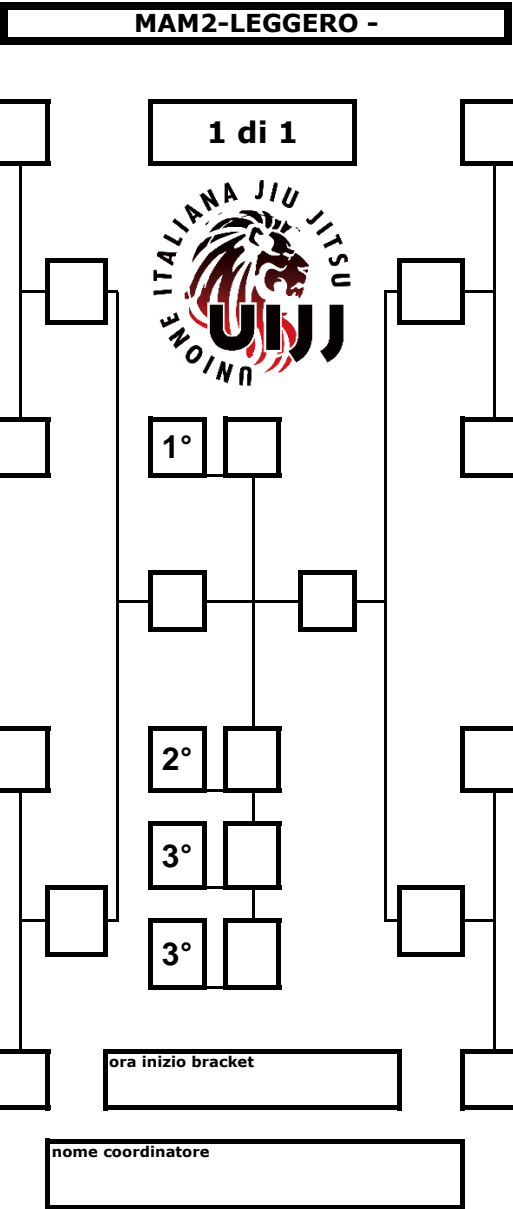 MAM2-LEGGERO -
1 di 1
UNIONE ITALIANA JIU JITSU
UIJJ
1°
2°
3°
3°
ora inizio bracket
nome coordinatore